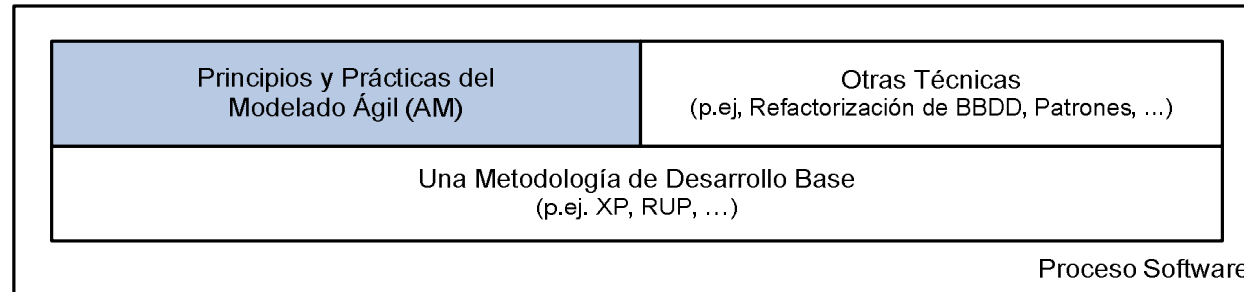 Principios y Prácticas del
Modelado Ágil (AM)
Otras Técnicas
(p.ej, Refactorización de BBDD, Patrones, ...)
Una Metodología de Desarrollo Base
(p.ej. XP, RUP, ...)
Proceso Software